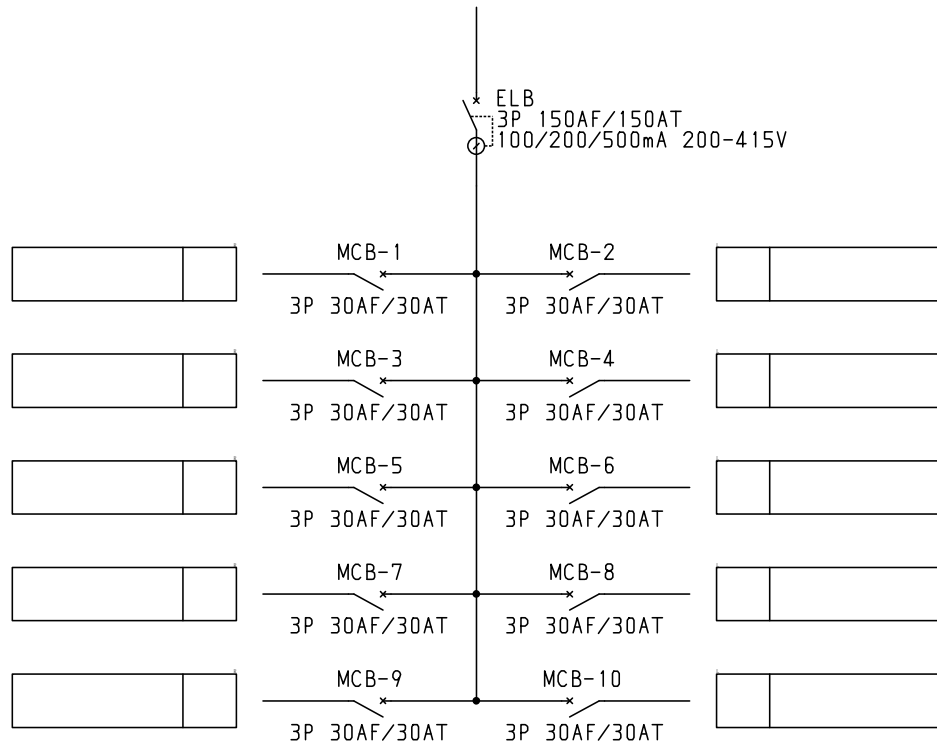 ELB
3P 150AF/150AT
100/200/500mA 200-415V
MCB-1
MCB-2
3P 30AF/30AT
3P 30AF/30AT
MCB-3
MCB-4
3P 30AF/30AT
3P 30AF/30AT
MCB-5
MCB-6
3P 30AF/30AT
3P 30AF/30AT
MCB-7
MCB-8
3P 30AF/30AT
3P 30AF/30AT
MCB-9
MCB-10
3P 30AF/30AT
3P 30AF/30AT